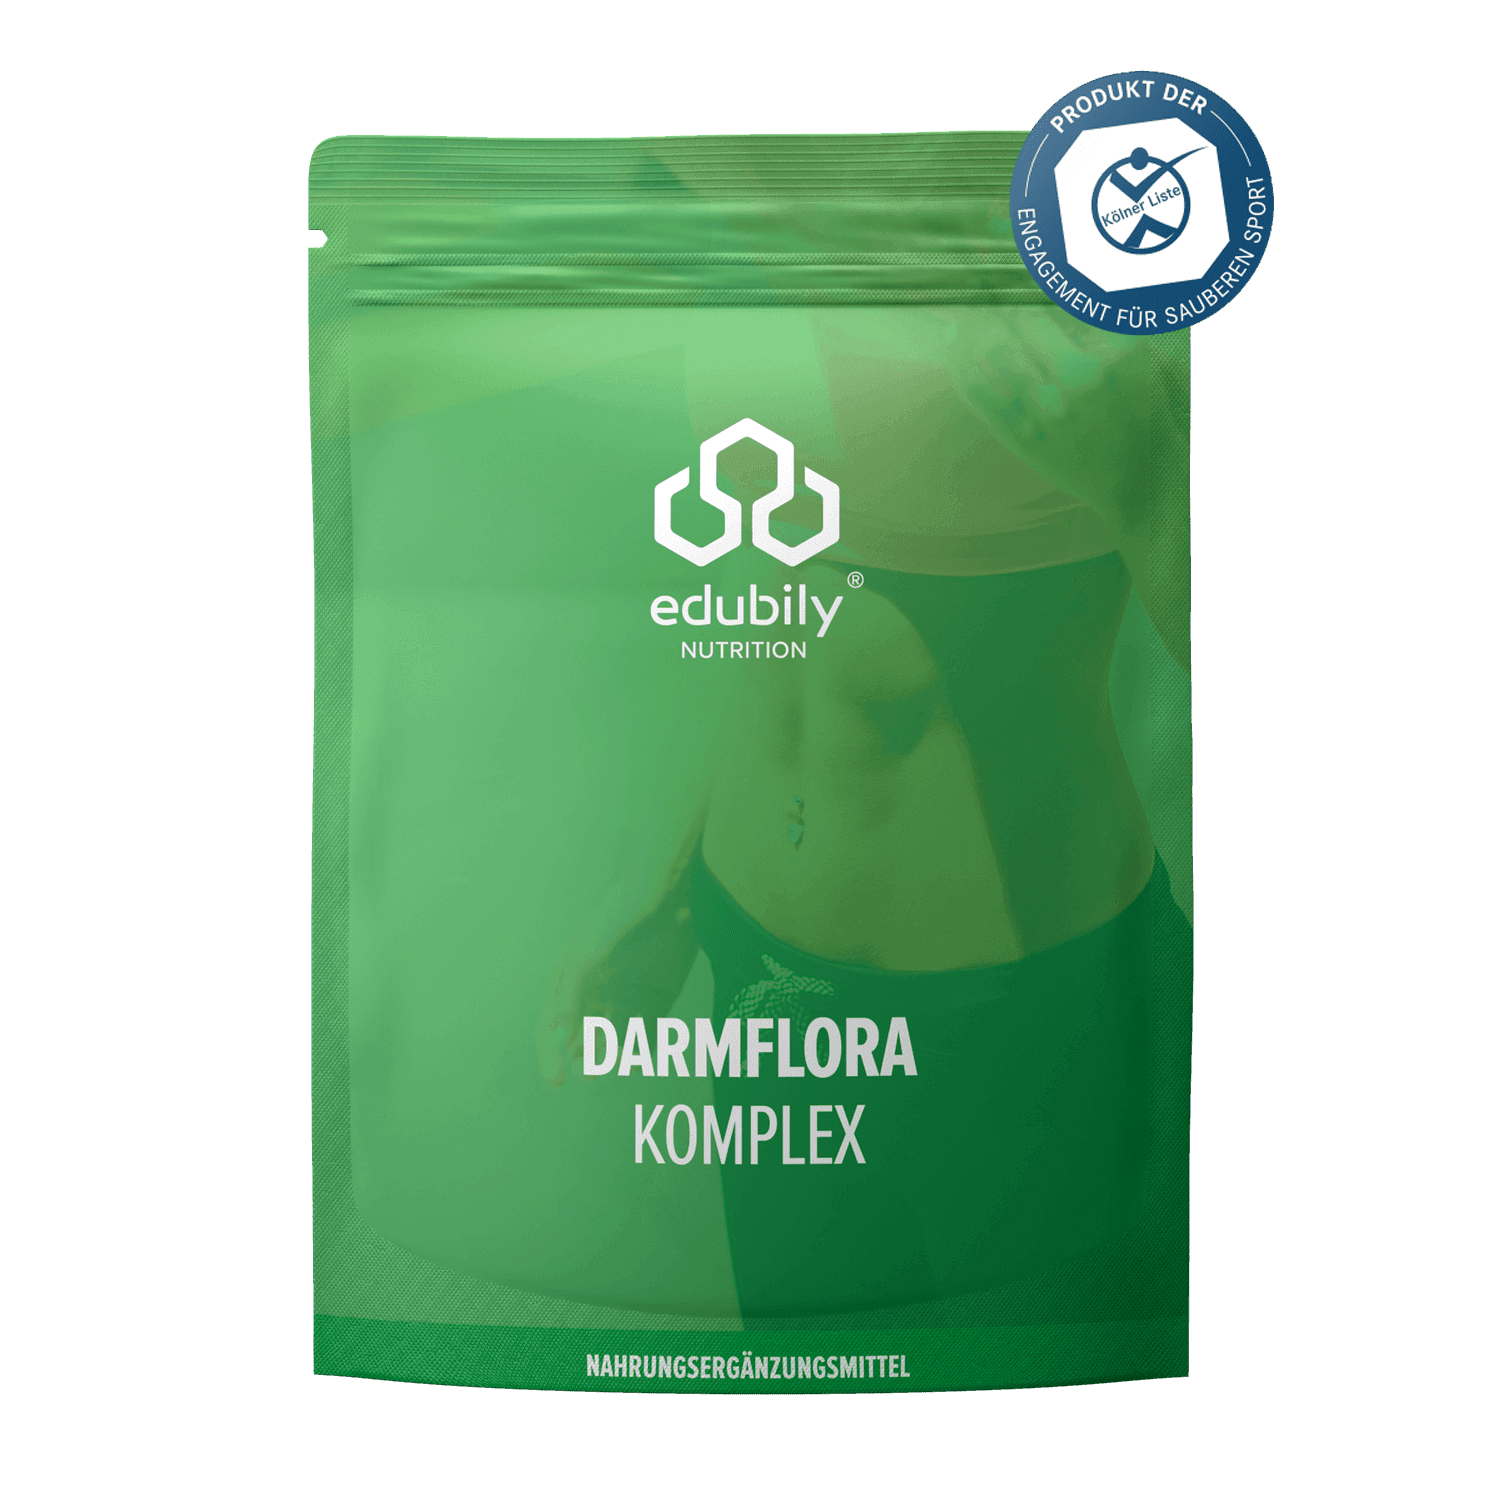 PRODUKT DER
Kölner Liste
ENGAGEMENT FÜR SAUBEREN SPORT
edubily®
NUTRITION
DARMFLORA
KOMPLEX
NAHRUNGSERGÄNZUNGSMITTEL